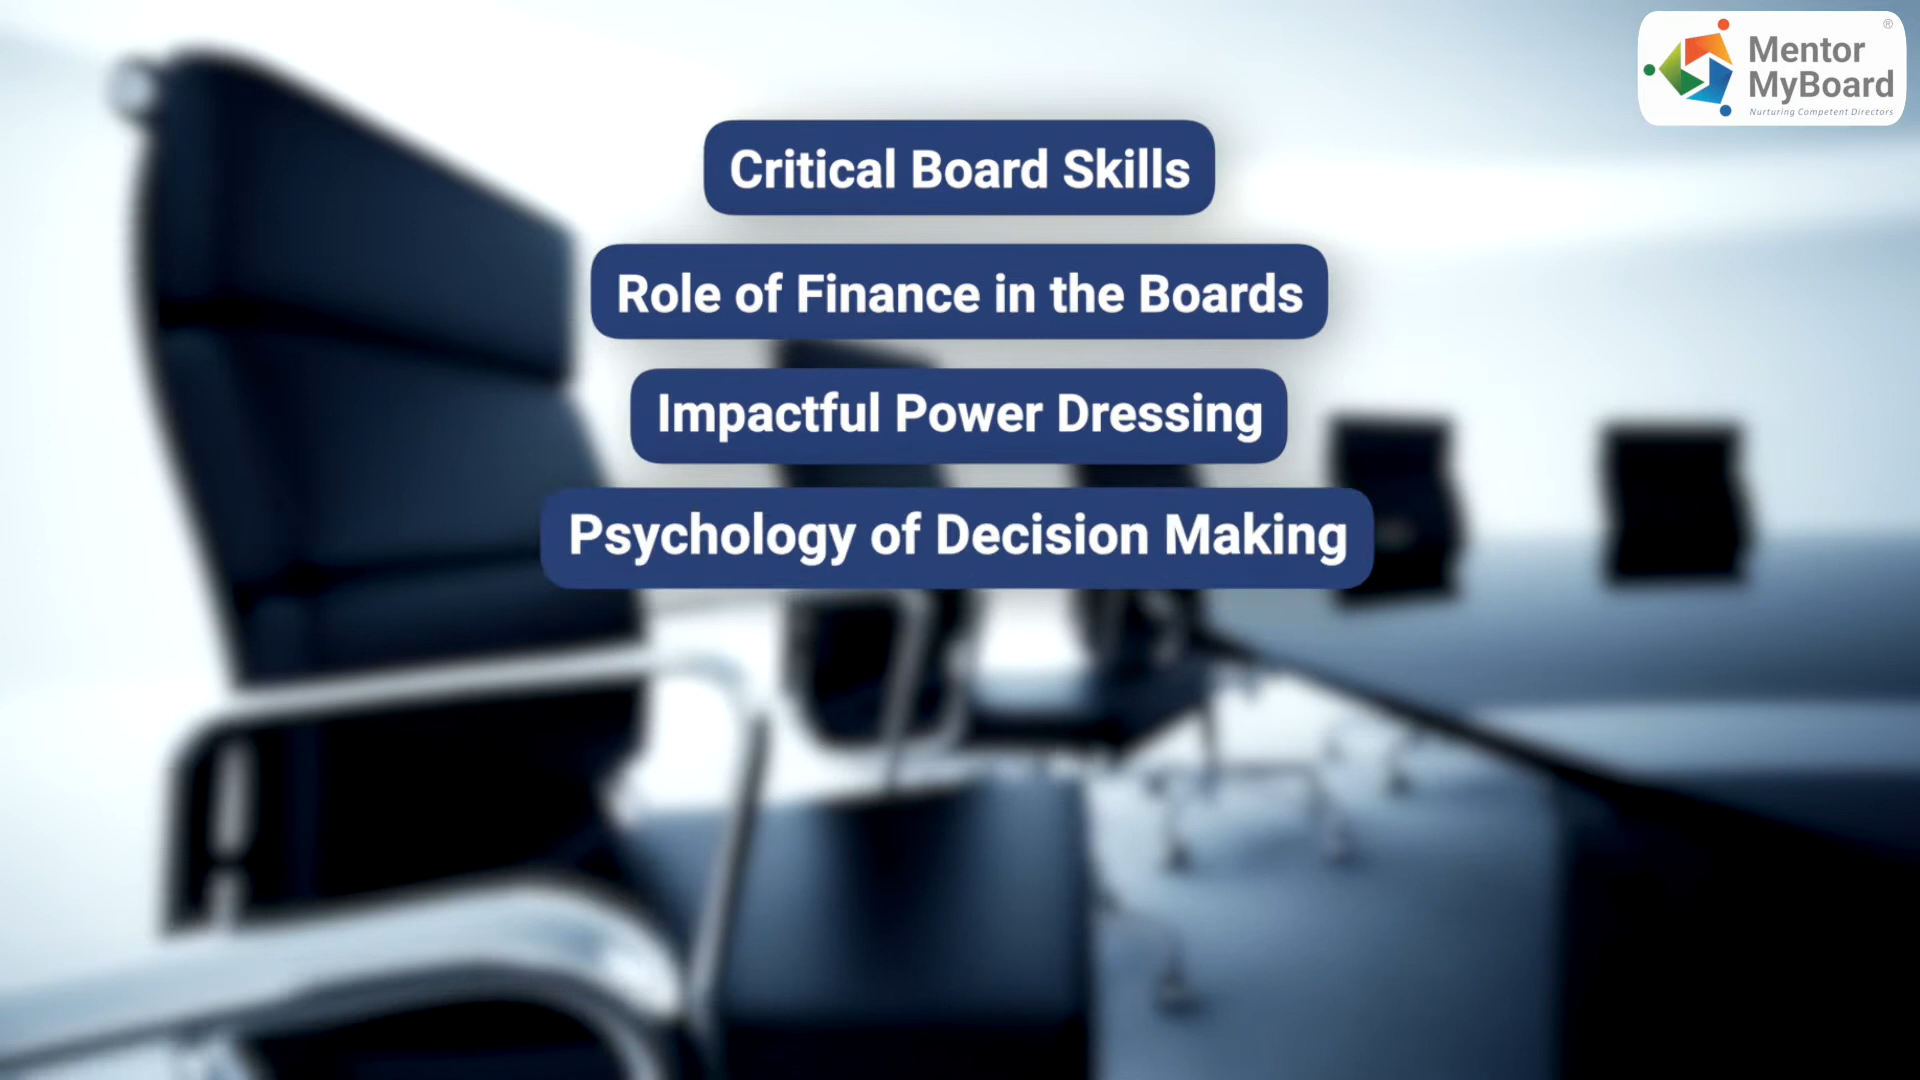 ®
Mentor
MyBoard
Nurturing Competent Directors
Critical Board Skills
Role of Finance in the Boards
Impactful Power Dressing
Psychology of Decision Making